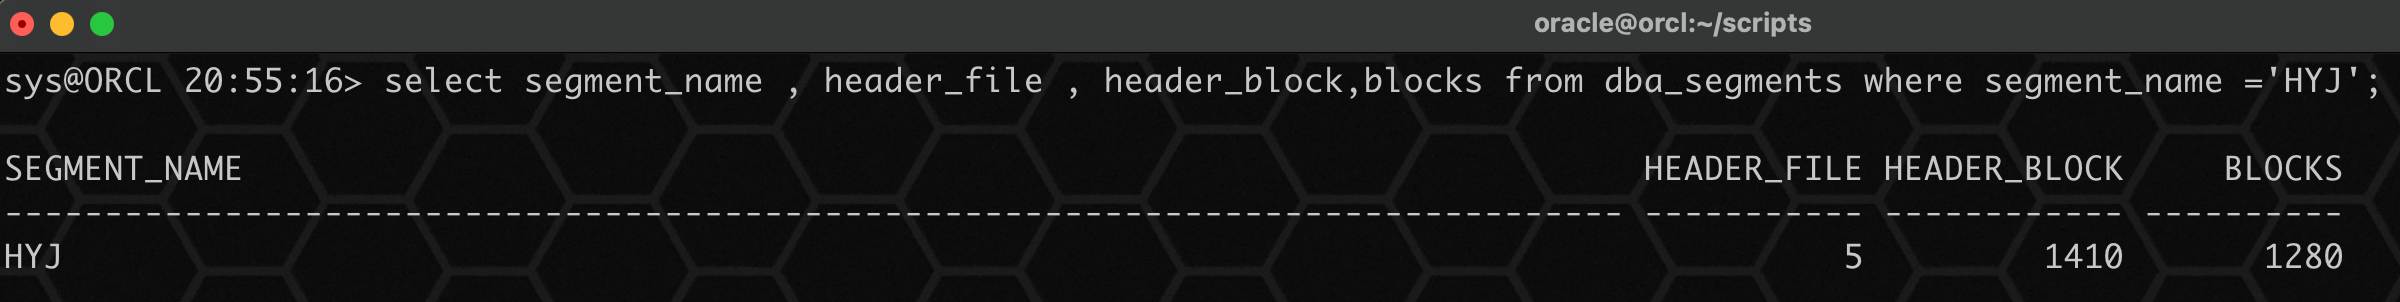 oracle@orcl:~/scripts
sys@ORCL 20:55:16> select segment_name , header_file , header_block,blocks from dba_segments where segment_name ='HYJ';
SEGMENT_NAME HEADER_FILE HEADER_BLOCK BLOCKS
--------------------------------------------------------------------------------- ----------- ------------ ----------
HYJ 5 1410 1280